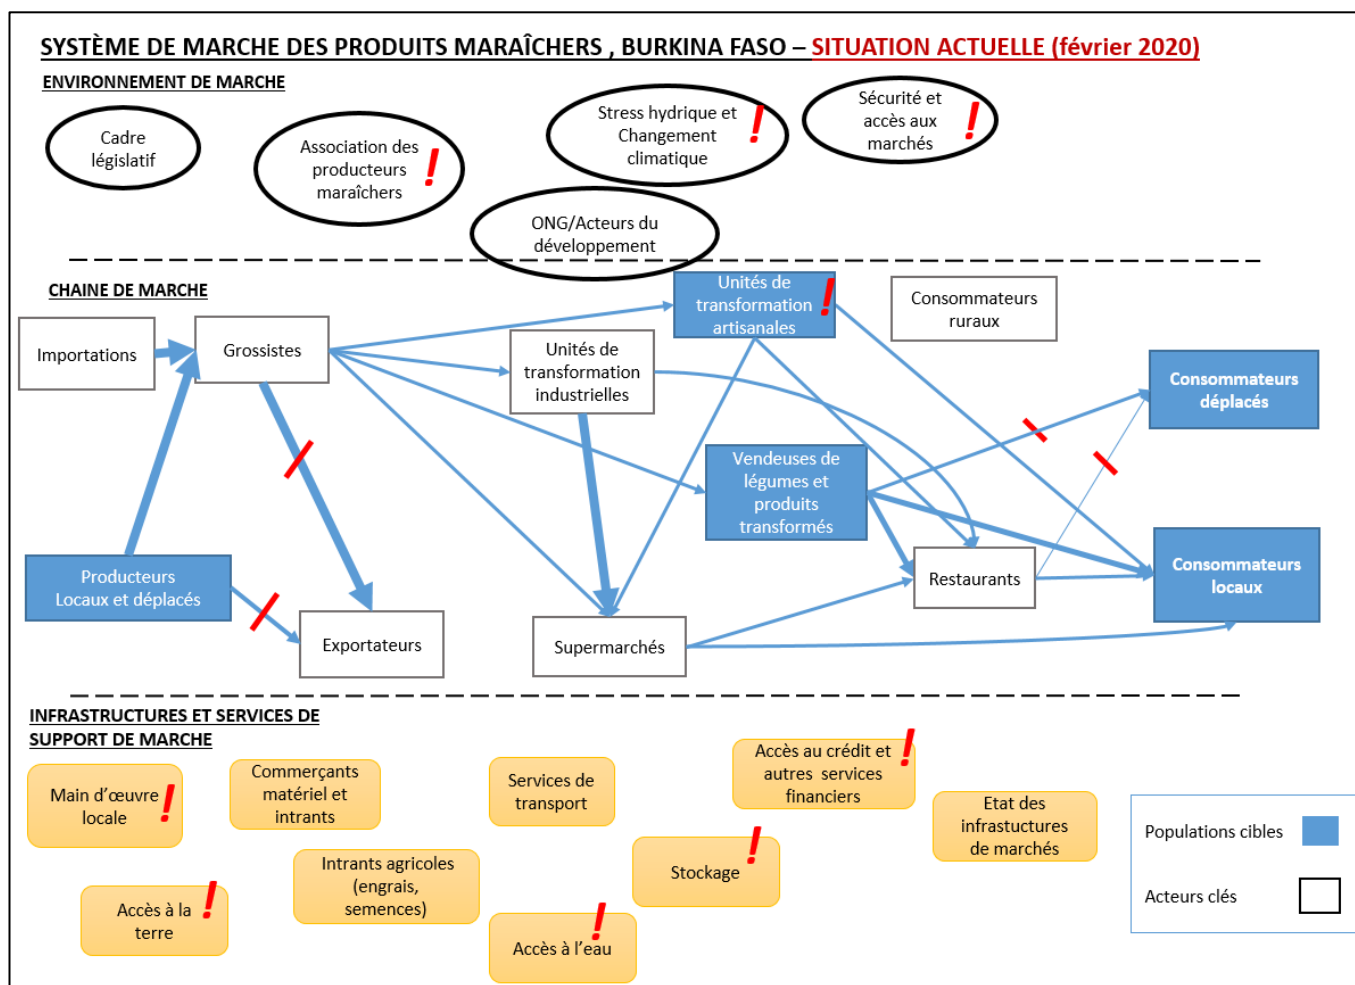 SYSTÈME DE MARCHE DES PRODUITS MARAÎCHERS , BURKINA FASO – SITUATION ACTUELLE (février 2020)
ENVIRONNEMENT DE MARCHE
Cadre
législatif
Association des
producteurs
maraîchers
!
Stress hydrique et
Changement
climatique
!
Sécurité et
accès aux
marchés
!
ONG/Acteurs du
développement
CHAINE DE MARCHE
Importations
Grossistes
Unités de
transformation
industrielles
Unités de
transformation
artisanales
!
Consommateurs
ruraux
Consommateurs
déplacés
Vendeuses de
légumes et
produits
transformés
Producteurs
Locaux et déplacés
Exportateurs
Supermarchés
Restaurants
Consommateurs
locaux
INFRASTRUCTURES ET SERVICES DE
SUPPORT DE MARCHE
Main d’œuvre
locale
!
Commerçants
matériel et
intrants
Services de
transport
Accès au crédit et
autres services
financiers
!
Etat des
infrastuctures
de marchés
Accès à la
terre
!
Intrants agricoles
(engrais,
semences)
Accès à l’eau
!
Stockage
!
Populations cibles
Acteurs clés